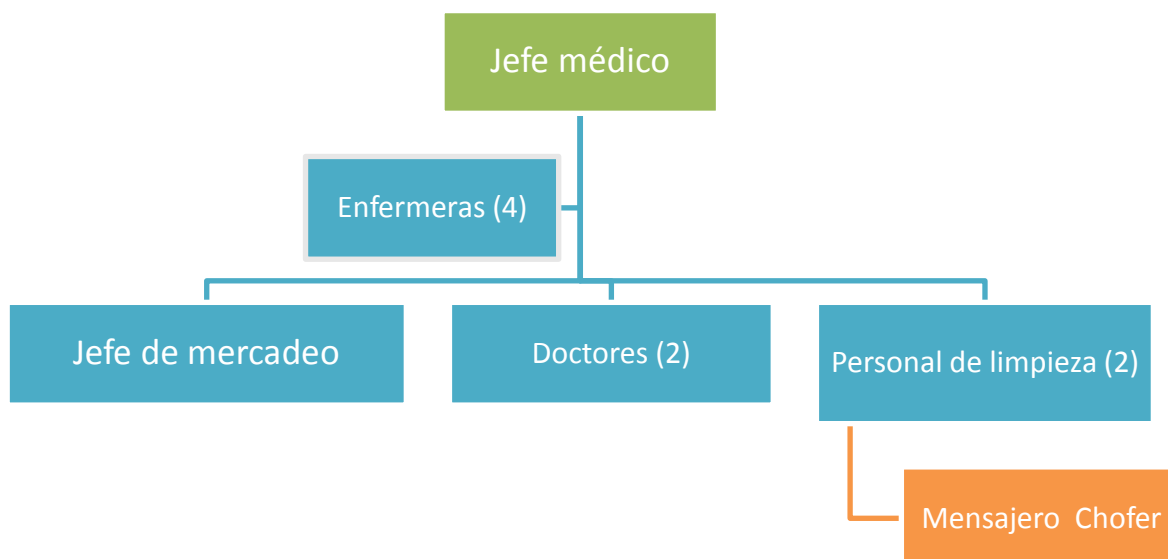 Jefe médico
Enfermeras (4)
Jefe de mercadeo
Doctores (2)
Personal de limpieza (2)
Mensajero  Chofer